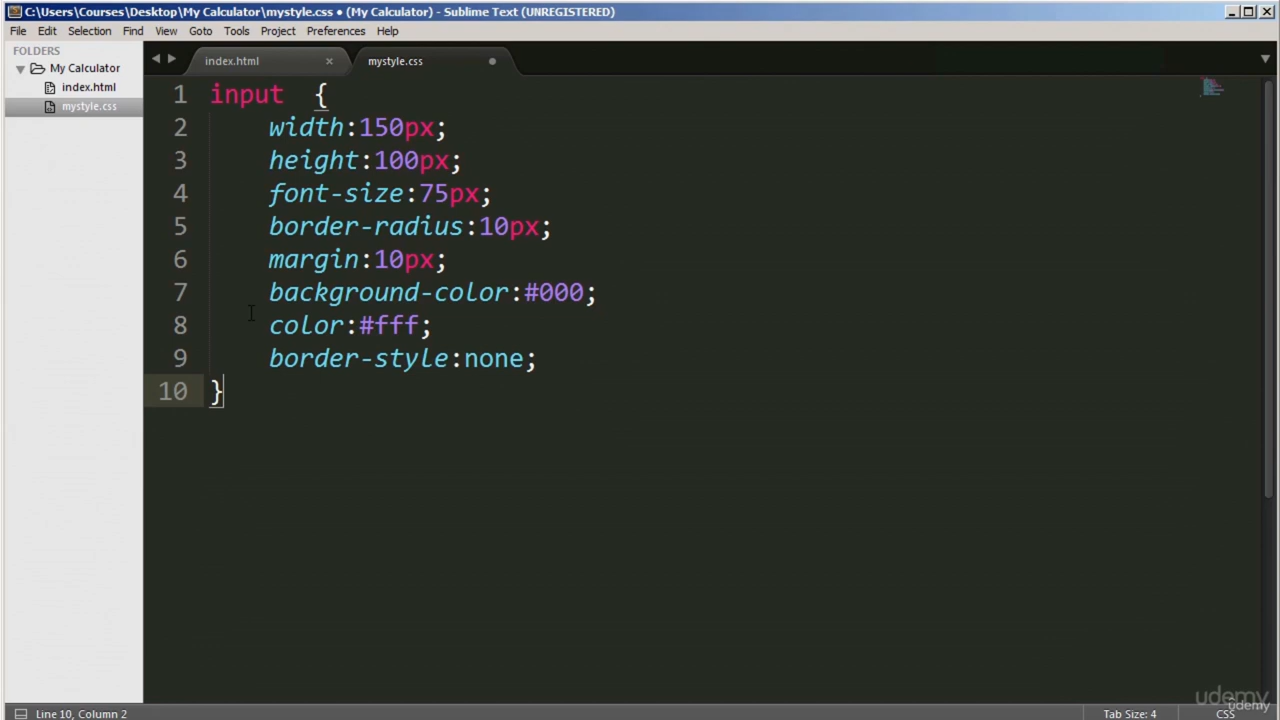 C:\Users\Courses\Desktop\My Calculator\mystyle.css • (My Calculator) - Sublime Text (UNREGISTERED)
File Edit Selection Find View Goto Tools Project Preferences Help
FOLDERS
My Calculator
index.html
mystyle.css
index.html × mystyle.css
1 input  {
2     width:150px;
3     height:100px;
4     font-size:75px;
5     border-radius:10px;
6     margin:10px;
7     background-color:#000;
8     color:#fff;
9     border-style:none;
10 }
udemy
udemy
Line 10, Column 2
Tab Size: 4
CSS